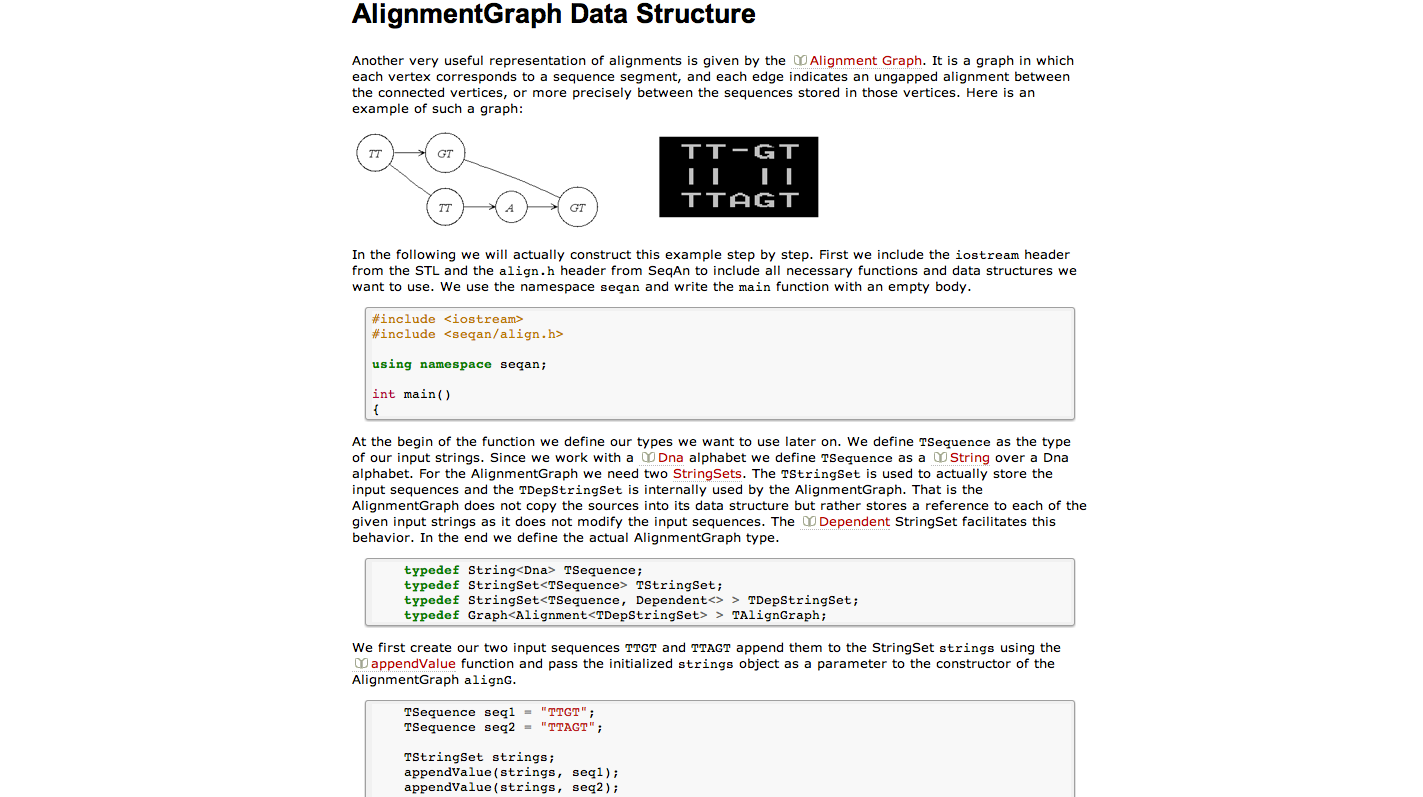 AlignmentGraph Data Structure
Another very useful representation of alignments is given by the Alignment Graph. It is a graph in which
each vertex corresponds to a sequence segment, and each edge indicates an ungapped alignment between
the connected vertices, or more precisely between the sequences stored in those vertices. Here is an
example of such a graph:
TT GT
TT A GT
TT-GT
|| ||
TTAGT
In the following we will actually construct this example step by step. First we include the iostream header
from the STL and the align.h header from SeqAn to include all necessary functions and data structures we
want to use. We use the namespace seqan and write the main function with an empty body.
#include <iostream>
#include <seqan/align.h>
using namespace seqan;
int main()
{
At the begin of the function we define our types we want to use later on. We define TSequence as the type
of our input strings. Since we work with a Dna alphabet we define TSequence as a String over a Dna
alphabet. For the AlignmentGraph we need two StringSets. The TStringSet is used to actually store the
input sequences and the TDepStringSet is internally used by the AlignmentGraph. That is the
AlignmentGraph does not copy the sources into its data structure but rather stores a reference to each of the
given input strings as it does not modify the input sequences. The Dependent StringSet facilitates this
behavior. In the end we define the actual AlignmentGraph type.
typedef String<Dna> TSequence;
typedef StringSet<TSequence> TStringSet;
typedef StringSet<TSequence, Dependent<> > TDepStringSet;
typedef Graph<Alignment<TDepStringSet> > TAlignGraph;
We first create our two input sequences TTGT and TTAGT append them to the StringSet strings using the
appendValue function and pass the initialized strings object as a parameter to the constructor of the
AlignmentGraph alignG.
TSequence seq1 = "TTGT";
TSequence seq2 = "TTAGT";
TStringSet strings;
appendValue(strings, seq1);
appendValue(strings, seq2);